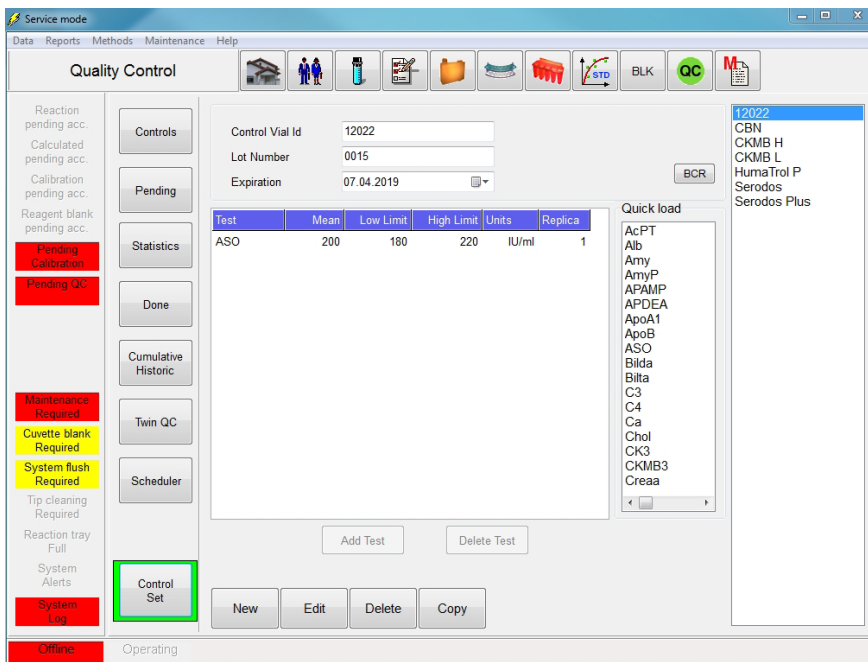 Service mode
Data Reports Methods Maintenance Help
Quality Control
STD
BLK
QC
M
Reaction
pending acc.
Calculated
pending acc.
Calibration
pending acc.
Reagent blank
pending acc.
Pending
Calibration
Pending QC
Maintenance
Required
Cuvette blank
Required
System flush
Required
Tip cleaning
Required
Reaction tray
Full
System
Alerts
System
Log
Offline
Operating
Controls
Pending
Statistics
Done
Cumulative
Historic
Twin QC
Scheduler
Control
Set
Control Vial Id 12022
Lot Number 0015
Expiration 07.04.2019
BCR
Test Mean Low Limit High Limit Units Replica
ASO 200 180 220 IU/ml 1
Quick load
AcPT
Alb
Amy
AmyP
APAMP
APDEA
ApoA1
ApoB
ASO
Bilda
Bilta
C3
C4
Ca
Chol
CK3
CKMB3
Creaa
Add Test
Delete Test
New
Edit
Delete
Copy
12022
CBN
CKMB H
CKMB L
HumaTrol P
Serodos
Serodos Plus